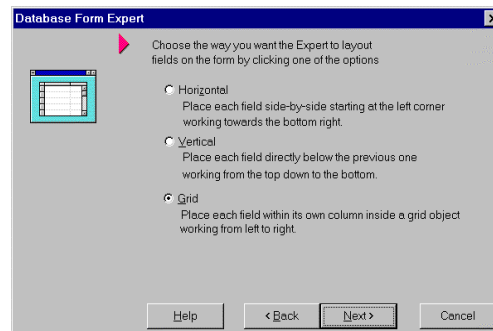 Database Form Expert
Choose the way you want the Expert to layout
fields on the form by clicking one of the options
Horizontal
Place each field side-by-side starting at the left corner
working towards the bottom right.
Vertical
Place each field directly below the previous one
working from the top down to the bottom.
Grid
Place each field within its own column inside a grid object
working from left to right.
Help
< Back
Next >
Cancel